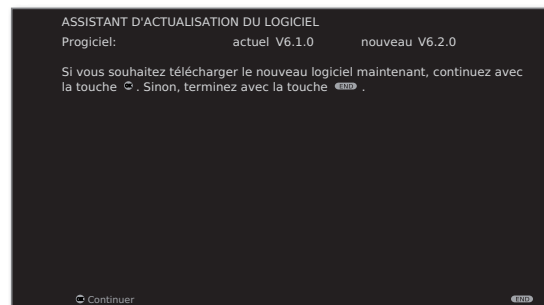 ASSISTANT D'ACTUALISATION DU LOGICIEL
Progiciel: actuel V6.1.0 nouveau V6.2.0
Si vous souhaitez télécharger le nouveau logiciel maintenant, continuez avec
la touche . Sinon, terminez avec la touche END .
Continuer END